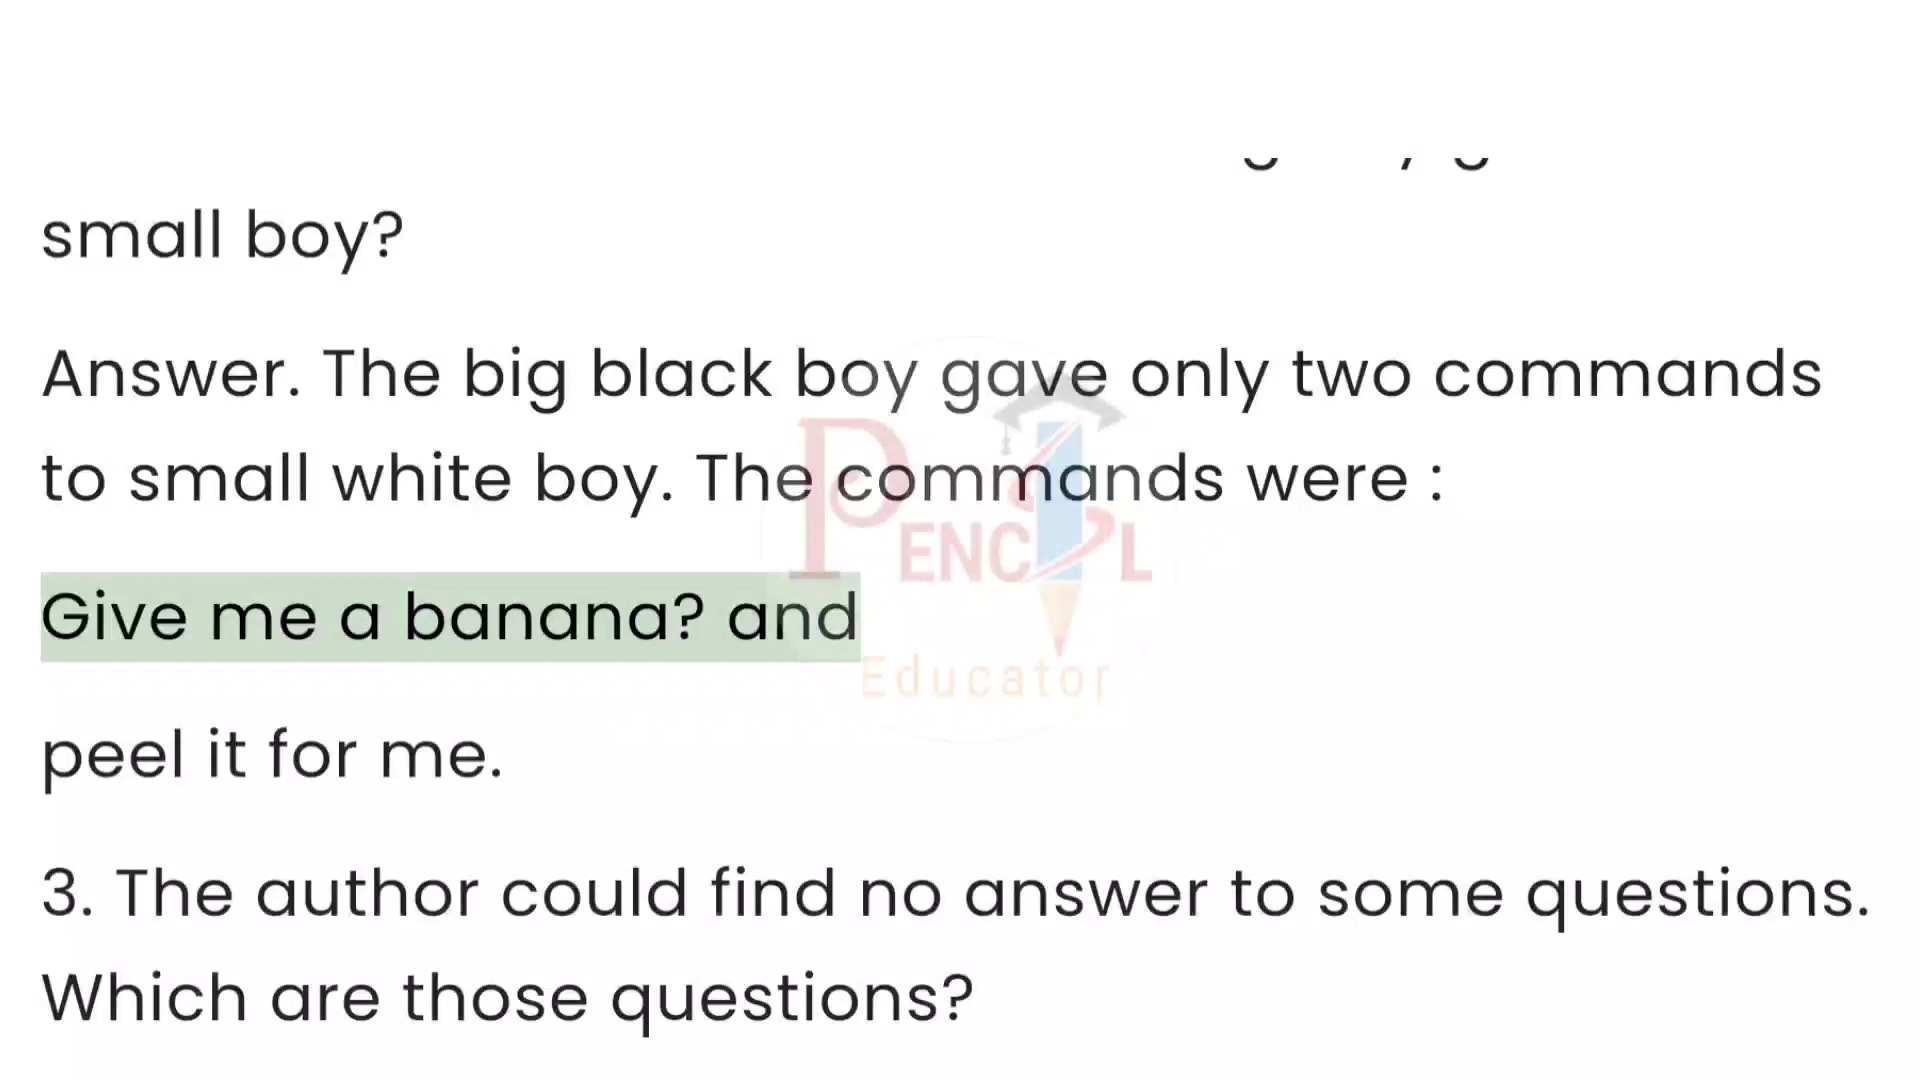 small boy?
Answer. The big black boy gave only two commands
to small white boy. The commands were :
Give me a banana? and
peel it for me.
3. The author could find no answer to some questions.
Which are those questions?
PENCIL
Educator